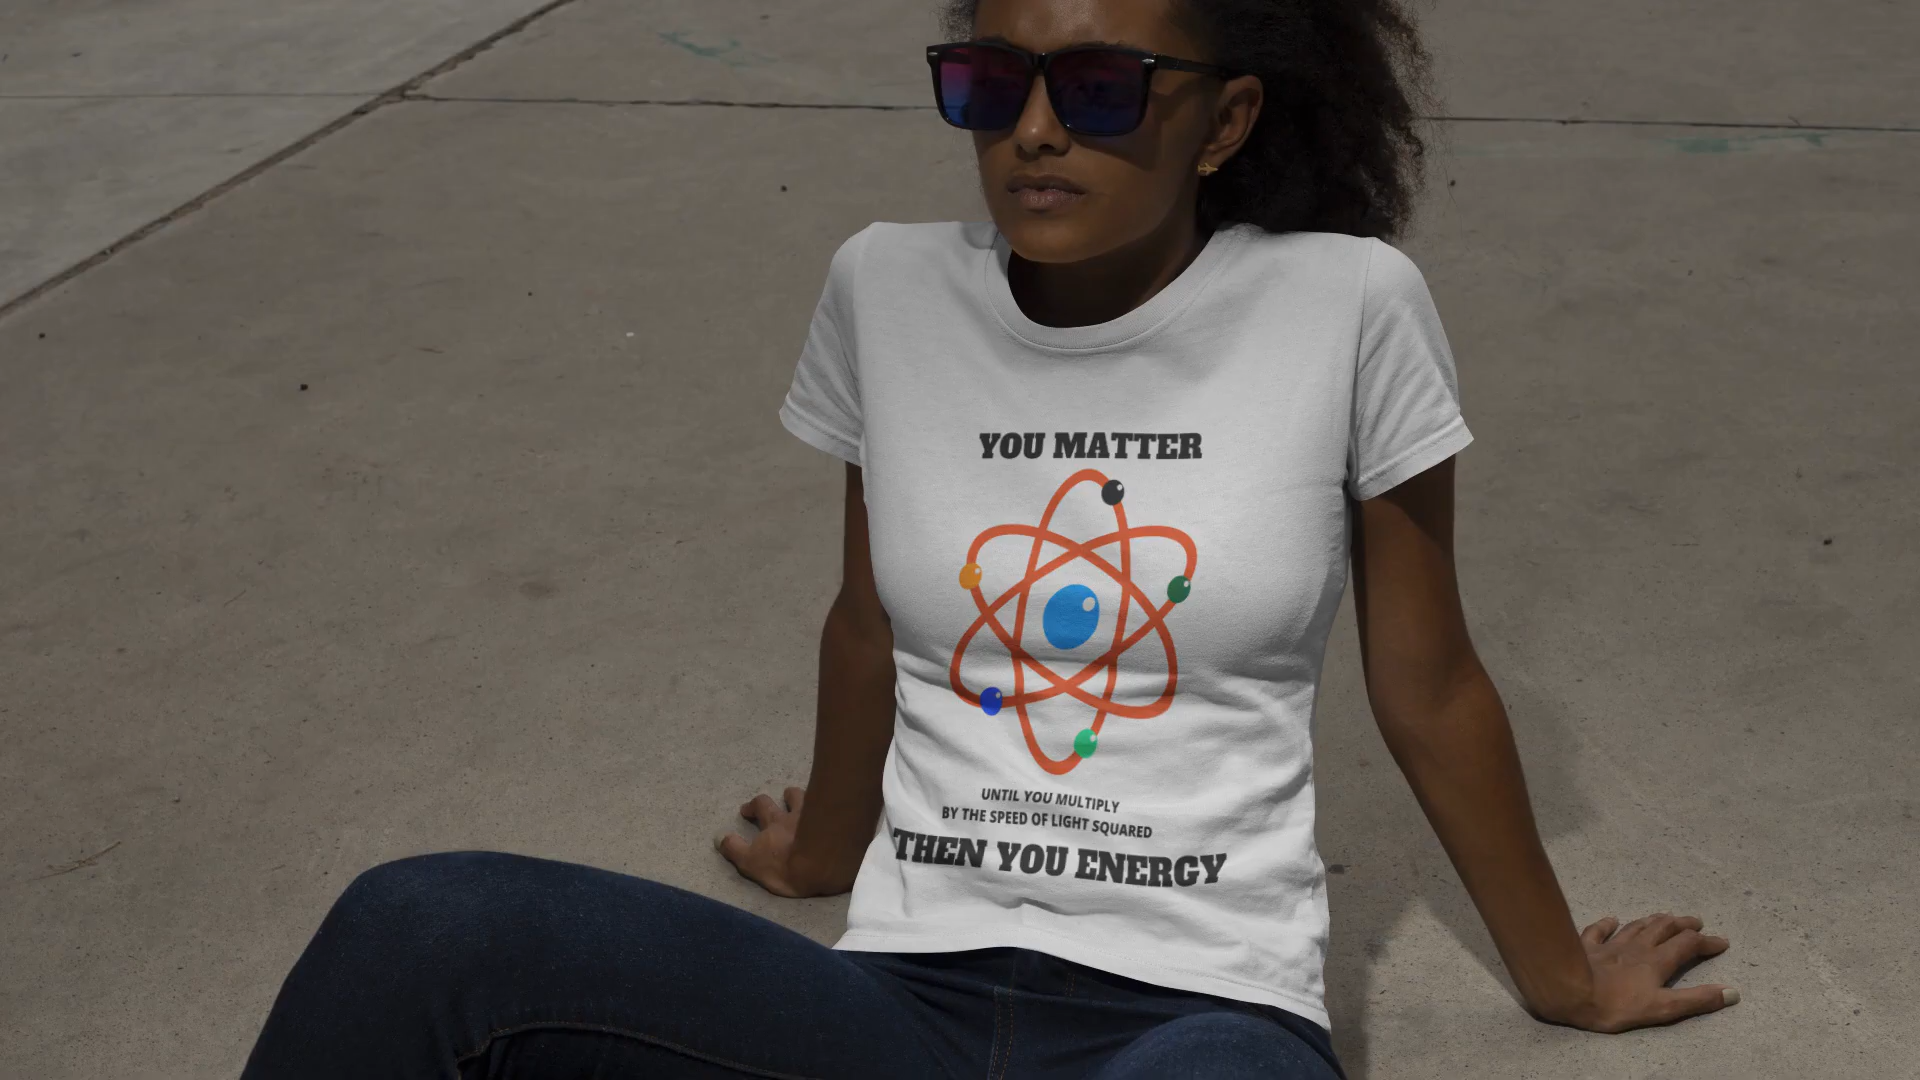 YOU MATTER
UNTIL YOU MULTIPLY
BY THE SPEED OF LIGHT SQUARED
THEN YOU ENERGY